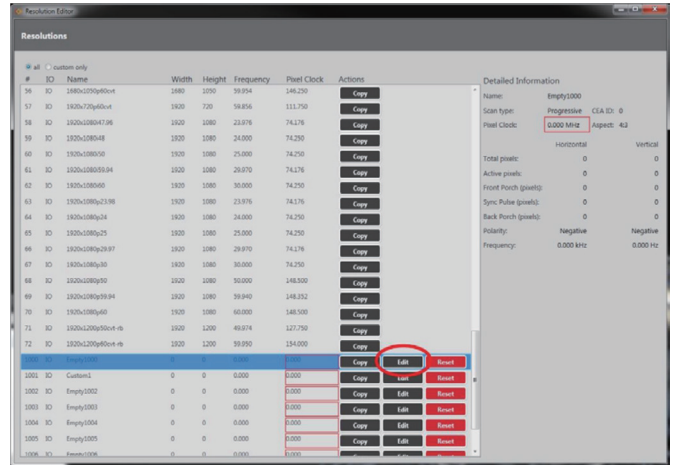 Resolution Editor
Resolutions
all custom only
# IO Name Width Height Frequency Pixel Clock Actions
56 IO 1680x1050p60cvt 1680 1050 59.954 146.250 Copy
57 IO 1920x720p60cvt 1920 720 59.856 111.750 Copy
58 IO 1920x1080i47.96 1920 1080 23.976 74.176 Copy
59 IO 1920x1080i48 1920 1080 24.000 74.250 Copy
60 IO 1920x1080i50 1920 1080 25.000 74.250 Copy
61 IO 1920x1080i59.94 1920 1080 29.970 74.176 Copy
62 IO 1920x1080i60 1920 1080 30.000 74.250 Copy
63 IO 1920x1080p23.98 1920 1080 23.976 74.176 Copy
64 IO 1920x1080p24 1920 1080 24.000 74.250 Copy
65 IO 1920x1080p25 1920 1080 25.000 74.250 Copy
66 IO 1920x1080p29.97 1920 1080 29.970 74.176 Copy
67 IO 1920x1080p30 1920 1080 30.000 74.250 Copy
68 IO 1920x1080p50 1920 1080 50.000 148.500 Copy
69 IO 1920x1080p59.94 1920 1080 59.940 148.352 Copy
70 IO 1920x1080p60 1920 1080 60.000 148.500 Copy
71 IO 1920x1200p50cvt-rb 1920 1200 49.974 127.750 Copy
72 IO 1920x1200p60cvt-rb 1920 1200 59.950 154.000 Copy
1000 IO Empty1000 0 0 0.000 0.000 Copy Edit Reset
1001 IO Custom1 0 0 0.000 0.000 Copy Edit Reset
1002 IO Empty1002 0 0 0.000 0.000 Copy Edit Reset
1003 IO Empty1003 0 0 0.000 0.000 Copy Edit Reset
1004 IO Empty1004 0 0 0.000 0.000 Copy Edit Reset
1005 IO Empty1005 0 0 0.000 0.000 Copy Edit Reset
1006 IO Empty1006 0 0 0.000 0.000 Copy Edit Reset
Detailed Information
Name: Empty1000
Scan type: Progressive CEA ID: 0
Pixel Clock: 0.000 MHz Aspect: 4:3
Horizontal Vertical
Total pixels: 0 0
Active pixels: 0 0
Front Porch (pixels): 0 0
Sync Pulse (pixels): 0 0
Back Porch (pixels): 0 0
Polarity: Negative Negative
Frequency: 0.000 kHz 0.000 Hz